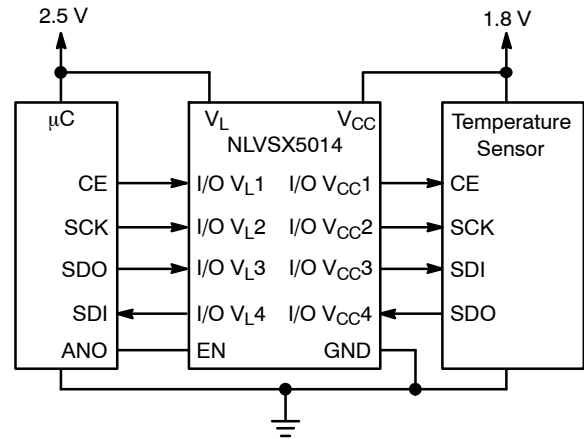 2.5 V
1.8 V
μC
V_L
V_CC
NLVSX5014
Temperature
Sensor
CE
I/O V_L1
I/O V_CC1
CE
SCK
I/O V_L2
I/O V_CC2
SCK
SDO
I/O V_L3
I/O V_CC3
SDI
SDI
I/O V_L4
I/O V_CC4
SDO
ANO
EN
GND